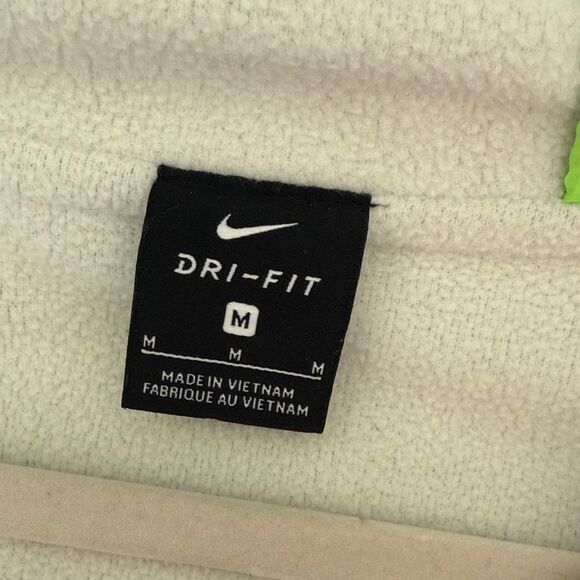 DRI-FIT
M
M M M
MADE IN VIETNAM
FABRIQUE AU VIETNAM